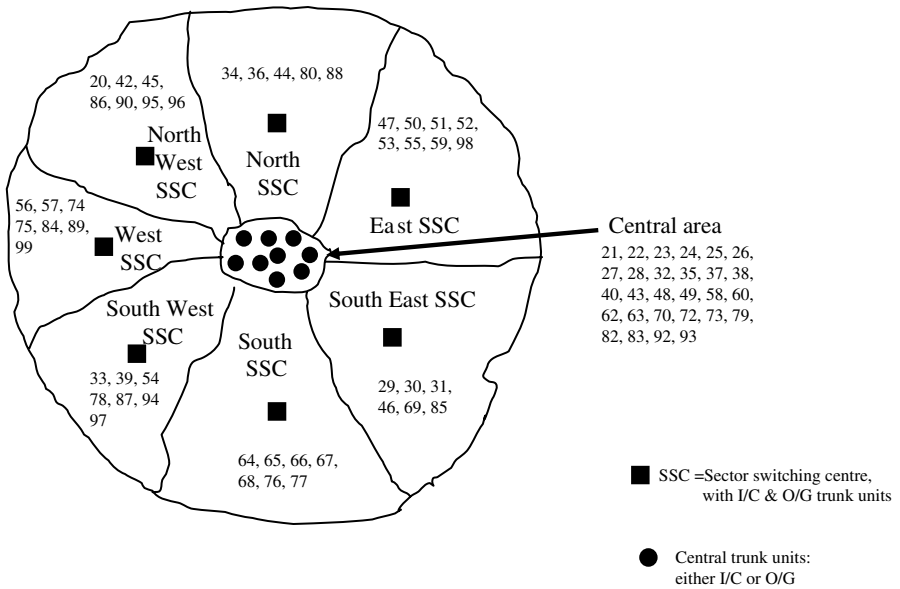 34, 36, 44, 80, 88
20, 42, 45,
86, 90, 95, 96
North
West
SSC
North
SSC
47, 50, 51, 52,
53, 55, 59, 98
East SSC
56, 57, 74
75, 84, 89,
99
West
SSC
Central area
21, 22, 23, 24, 25, 26,
27, 28, 32, 35, 37, 38,
40, 43, 48, 49, 58, 60,
62, 63, 70, 72, 73, 79,
82, 83, 92, 93
South West
SSC
33, 39, 54
78, 87, 94
97
South
SSC
64, 65, 66, 67,
68, 76, 77
South East SSC
29, 30, 31,
46, 69, 85
SSC =Sector switching centre,
with I/C & O/G trunk units
Central trunk units:
either I/C or O/G